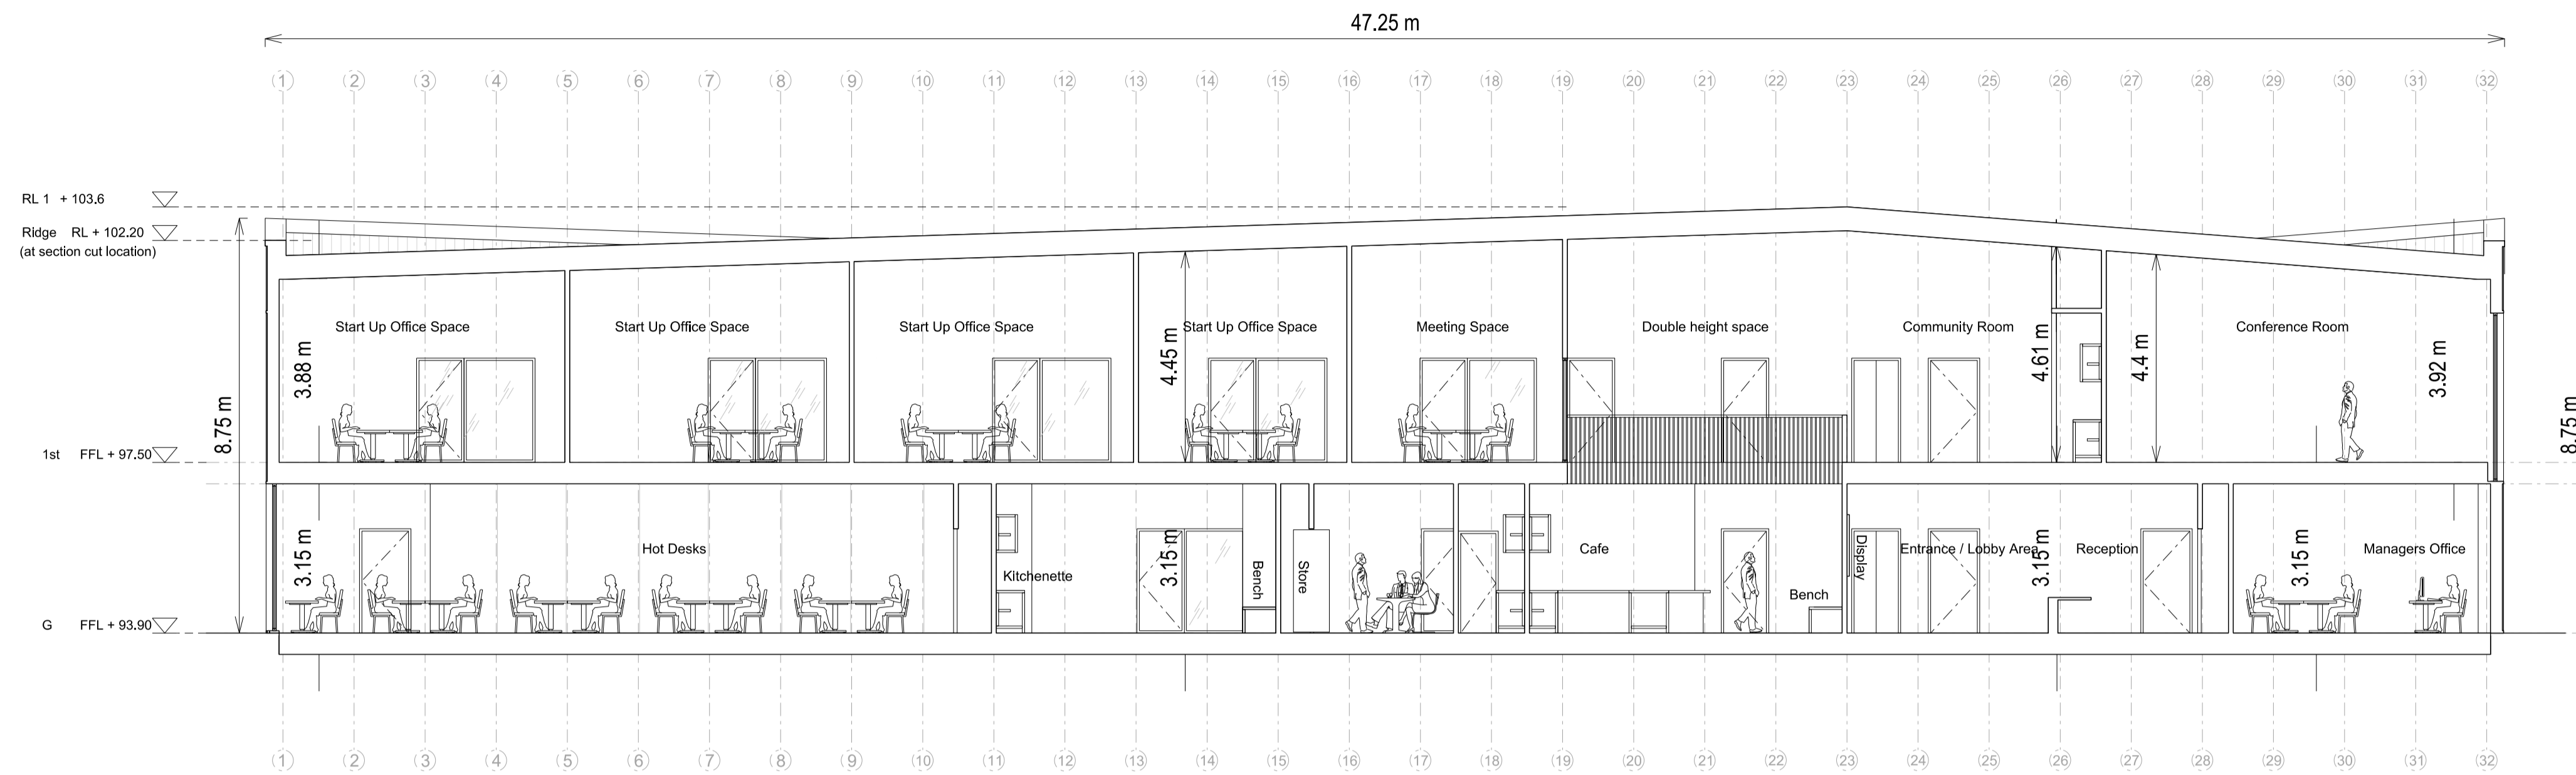 47.25 m
1 2 3 4 5 6 7 8 9 10 11 12 13 14 15 16 17 18 19 20 21 22 23 24 25 26 27 28 29 30 31 32
RL 1 + 103.6
Ridge RL + 102.20
(at section cut location)
Start Up Office Space Start Up Office Space Start Up Office Space Start Up Office Space Meeting Space Double height space Community Room Conference Room
3.88 m 4.45 m 4.61 m 4.4 m 3.92 m
8.75 m 8.75 m
1st FFL + 97.50
Hot Desks Cafe Entrance / Lobby Area Reception Managers Office
3.15 m 3.15 m 3.15 m 3.15 m
Kitchenette Bench Store Bench Display
G FFL + 93.90
1 2 3 4 5 6 7 8 9 10 11 12 13 14 15 16 17 18 19 20 21 22 23 24 25 26 27 28 29 30 31 32